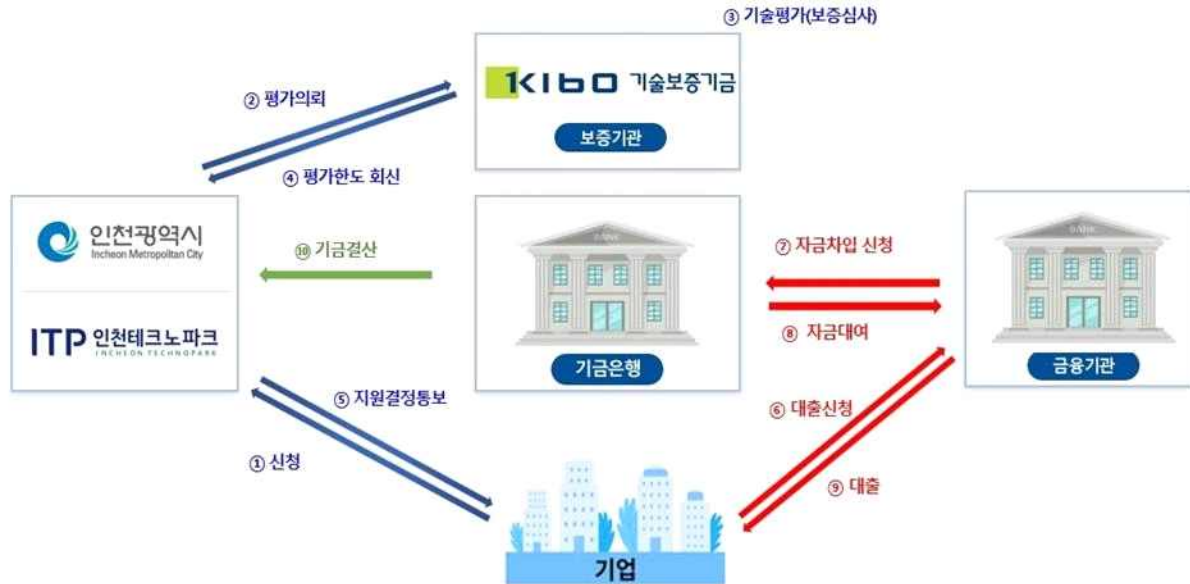 ③ 기술평가(보증심사)
KIBO 기술보증기금
보증기관
② 평가의뢰
④ 평가한도 회신
인천광역시
Incheon Metropolitan City
ITP 인천테크노파크
INCHEON TECHNOPARK
⑩ 기금결산
BANK
기금은행
⑦ 자금차입 신청
⑧ 자금대여
BANK
금융기관
⑤ 지원결정통보
① 신청
⑥ 대출신청
⑨ 대출
기업